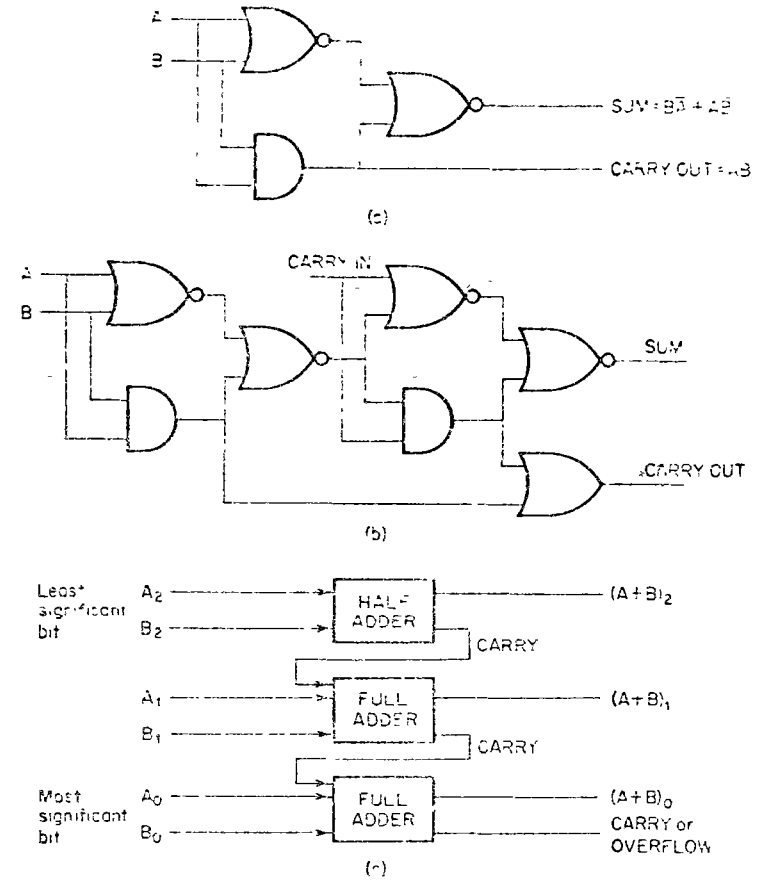 A
B
SUM = BA̅ + AB̅
CARRY OUT = AB
(a)
A
B
CARRY IN
SUM
CARRY OUT
(b)
Least
significant
bit
A₂
B₂
HALF
ADDER
(A+B)₂
CARRY
A₁
B₁
FULL
ADDER
(A+B)₁
CARRY
Most
significant
bit
A₀
B₀
FULL
ADDER
(A+B)₀
CARRY or
OVERFLOW
(c)